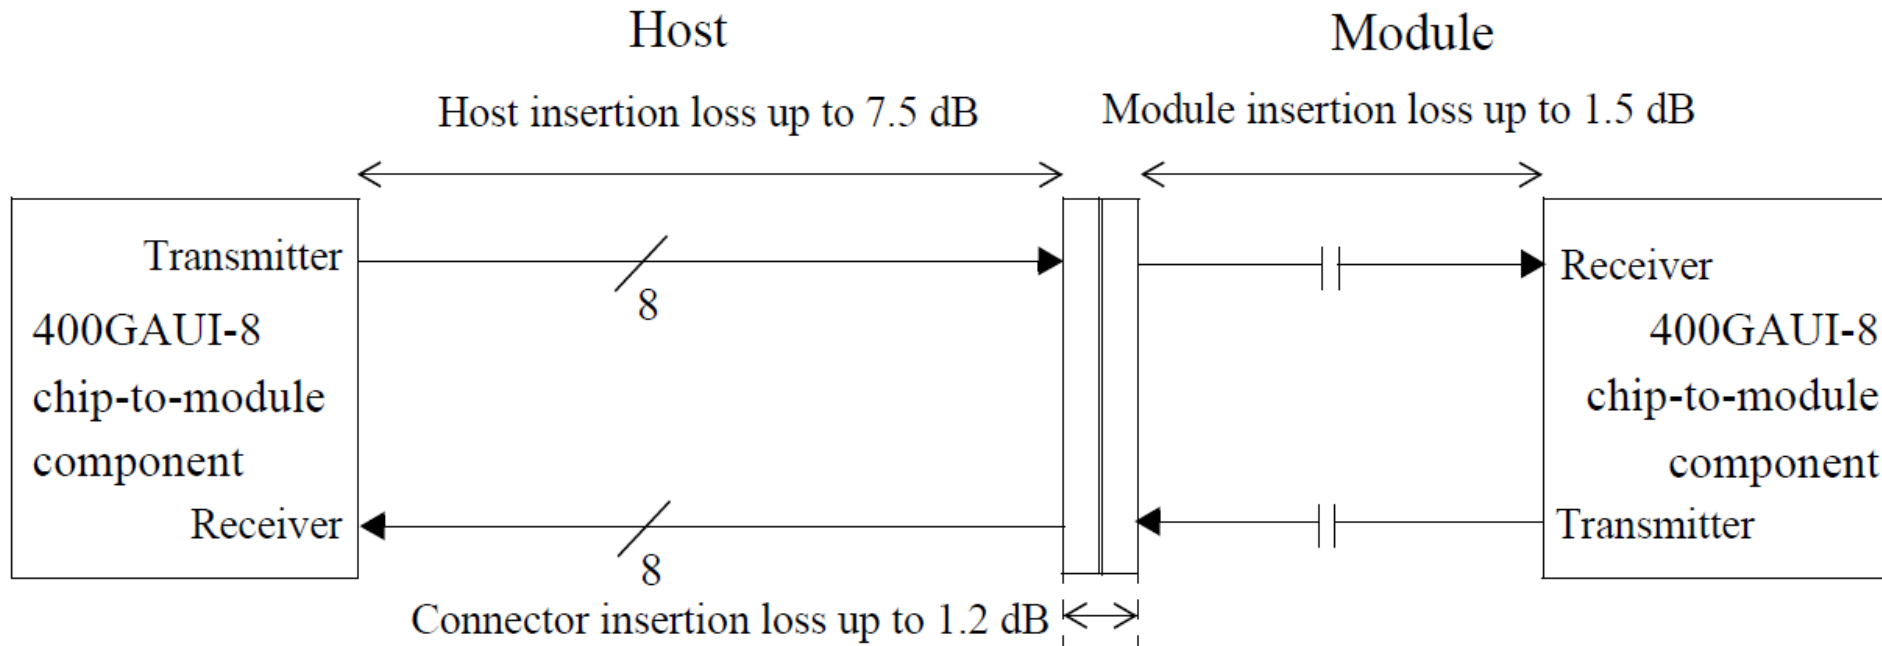 Host
Module
Host insertion loss up to 7.5 dB
Module insertion loss up to 1.5 dB
Transmitter
8
Receiver
400GAUI-8
chip-to-module
component
400GAUI-8
chip-to-module
component
Receiver
8
Transmitter
Connector insertion loss up to 1.2 dB